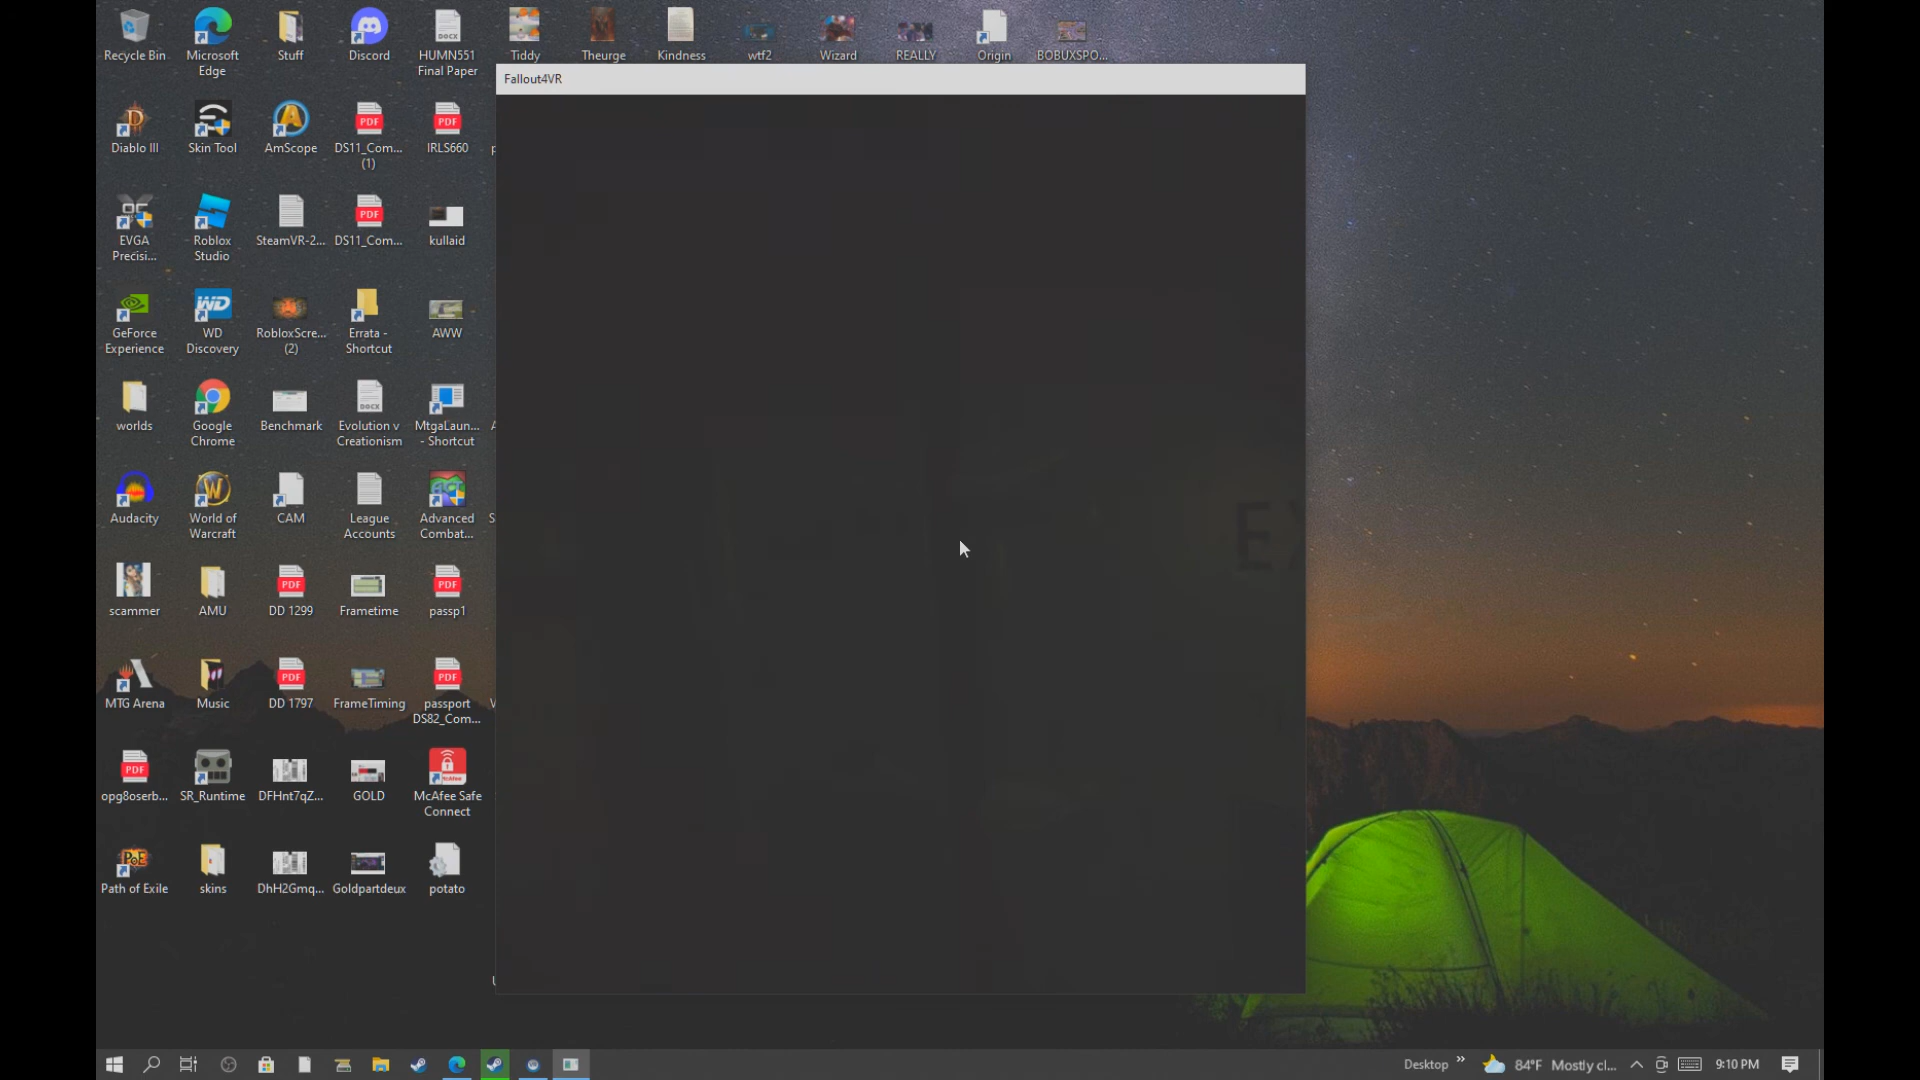 Recycle Bin
Microsoft
Edge
Stuff
Discord
HUMN551
Final Paper
Tiddy
Theurge
Kindness
wtf2
Wizard
REALLY
Origin
BOBUXSPO...
Fallout4VR
Diablo III
Skin Tool
AmScope
DS11_Com...
(1)
IRLS660
EVGA
Precisi...
Roblox
Studio
SteamVR-2...
DS11_Com...
kullaid
GeForce
Experience
WD
Discovery
RobloxScre...
(2)
Errata -
Shortcut
AWW
worlds
Google
Chrome
Benchmark
Evolution v
Creationism
MtgaLaun...
- Shortcut
Audacity
World of
Warcraft
CAM
League
Accounts
Advanced
Combat...
scammer
AMU
DD 1299
Frametime
passp1
MTG Arena
Music
DD 1797
FrameTiming
passport
DS82_Com...
opg8oserb...
SR_Runtime
DFHnt7qZ...
GOLD
McAfee Safe
Connect
Path of Exile
skins
DhH2Gmq...
Goldpartdeux
potato
Desktop
84°F Mostly cl...
9:10 PM